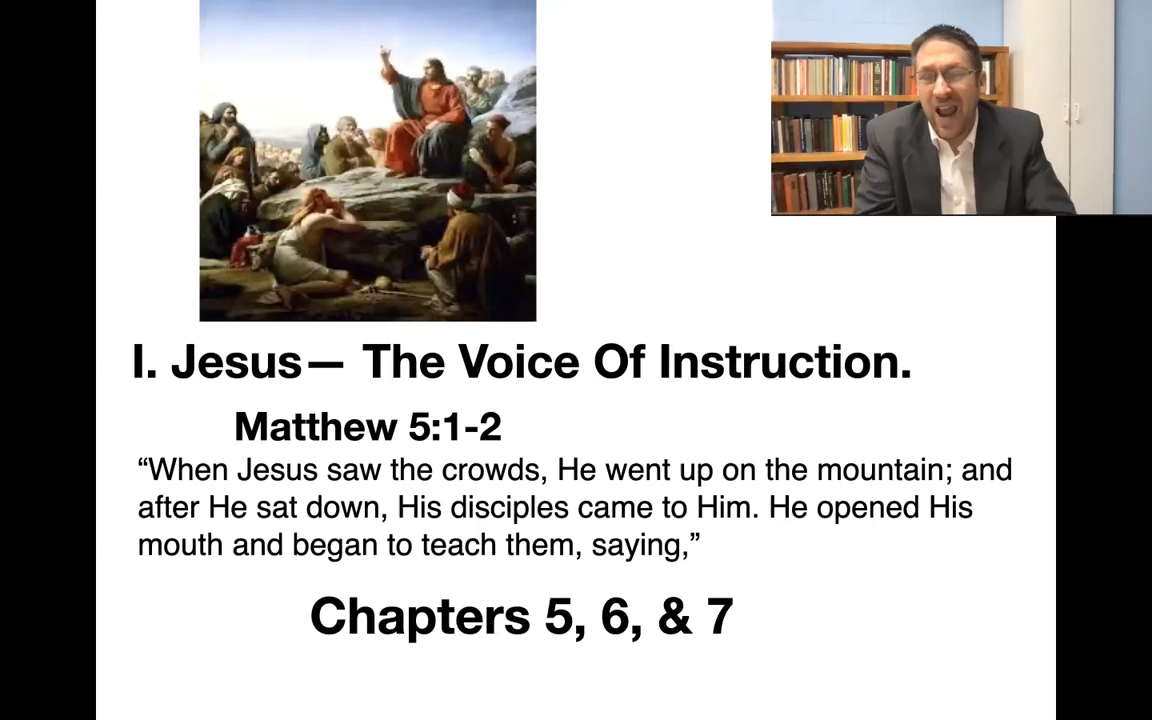 I. Jesus— The Voice Of Instruction.
Matthew 5:1-2
“When Jesus saw the crowds, He went up on the mountain; and
after He sat down, His disciples came to Him. He opened His
mouth and began to teach them, saying,”
Chapters 5, 6, & 7